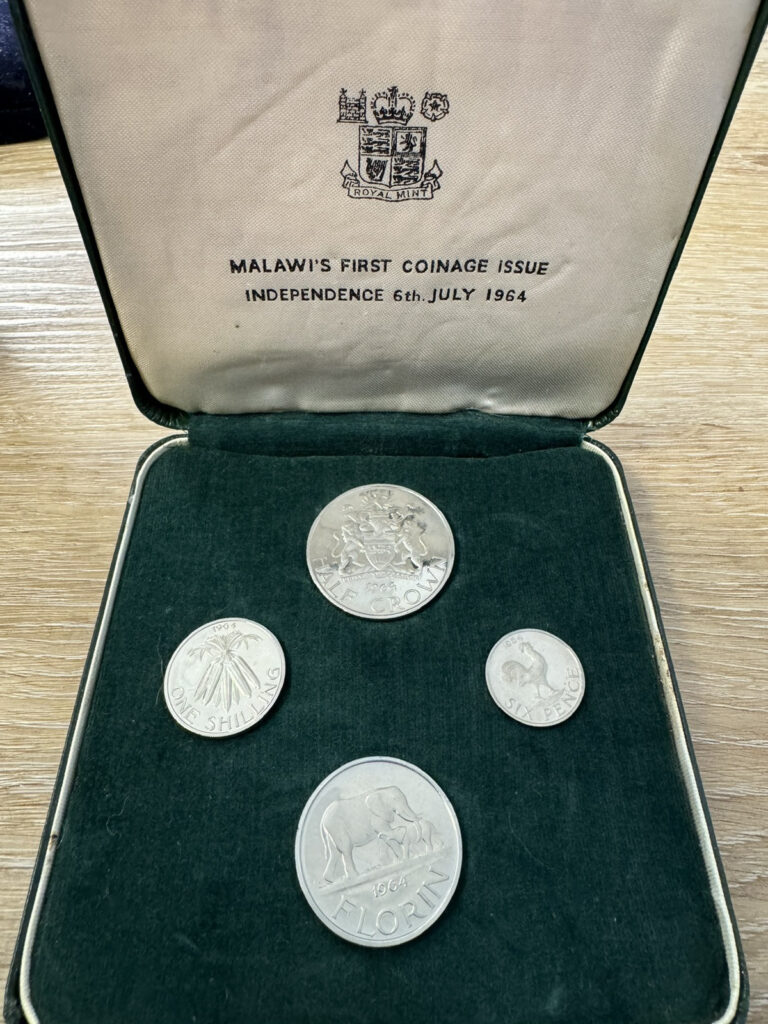 ROYAL MINT
MALAWI'S FIRST COINAGE ISSUE
INDEPENDENCE 6th. JULY 1964
1964
HALF CROWN
1964
ONE SHILLING
1964
SIX PENCE
1964
FLORIN